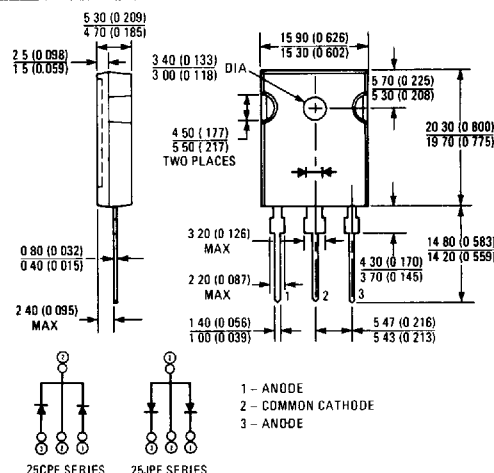 5 30 (0 209)
4 70 (0 185)
2 5 (0 098)
1 5 (0 059)
3 40 (0 133)
3 00 (0 118)
DIA
15 90 (0 626)
15 30 (0 602)
5 70 (0 225)
5 30 (0 208)
4 50 ( 177)
5 50 ( 217)
TWO PLACES
20 30 (0 800)
19 70 (0 775)
3 20 (0 126)
MAX
0 80 (0 032)
0 40 (0 015)
4 30 (0 170)
3 70 (0 145)
14 80 (0 583)
14 20 (0 559)
2 20 (0 087)
MAX
1 2 3
2 40 (0 095)
MAX
1 40 (0 056)
1 00 (0 039)
5 47 (0 216)
5 43 (0 213)
1 – ANODE
2 – COMMON CATHODE
3 – ANODE
25CPF SERIES 25JPF SERIES